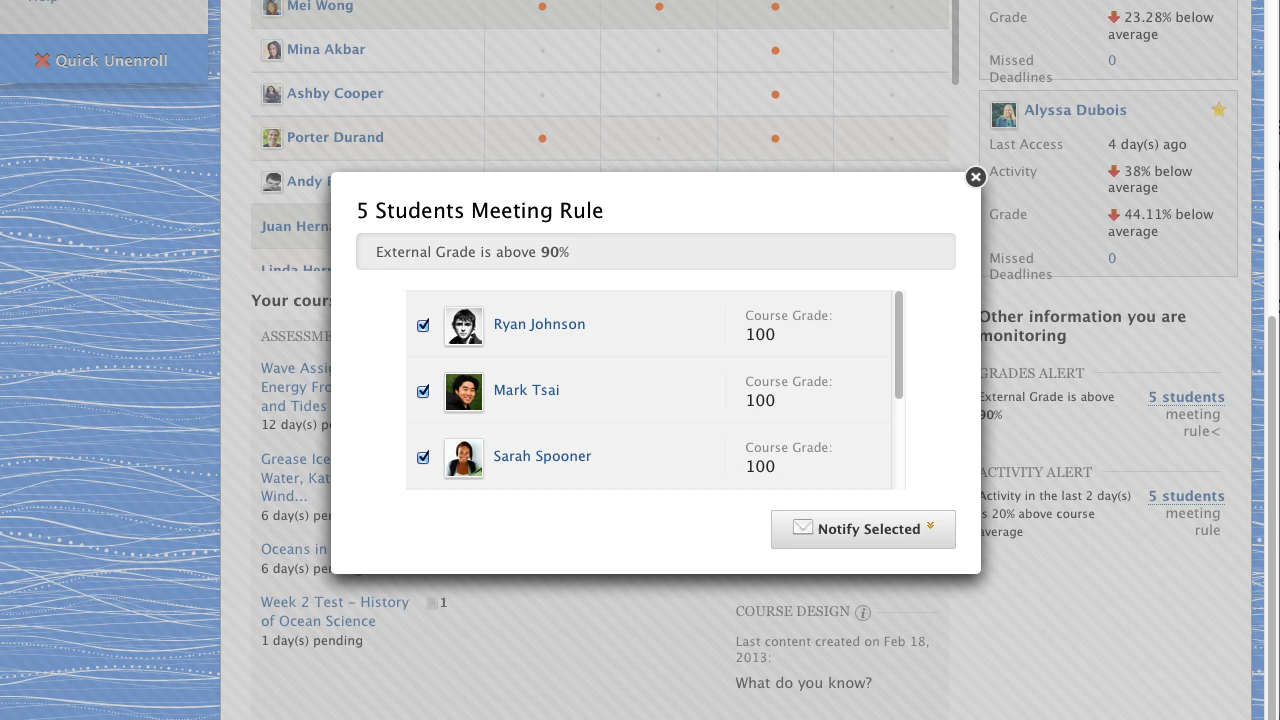 Help
Quick Unenroll
Mei Wong
Mina Akbar
Ashby Cooper
Porter Durand
Andy
Juan Herna
Linda Hern
Your cour
ASSESSME
Wave Assig
Energy Fro
and Tides
12 day(s) pe
Grease Ice
Water, Kat
Wind...
6 day(s) pen
Oceans in
6 day(s) pending
Week 2 Test – History
of Ocean Science
1
1 day(s) pending
5 Students Meeting Rule
External Grade is above 90%
Ryan Johnson
Course Grade:
100
Mark Tsai
Course Grade:
100
Sarah Spooner
Course Grade:
100
Notify Selected
COURSE DESIGN i
Last content created on Feb 18,
2013:
What do you know?
Grade
23.28% below
average
Missed
Deadlines
0
Alyssa Dubois
Last Access
4 day(s) ago
Activity
38% below
average
Grade
44.11% below
average
Missed
Deadlines
0
Other information you are
monitoring
GRADES ALERT
External Grade is above
90%
5 students
meeting
rule<
ACTIVITY ALERT
Activity in the last 2 day(s)
is 20% above course
average
5 students
meeting
rule